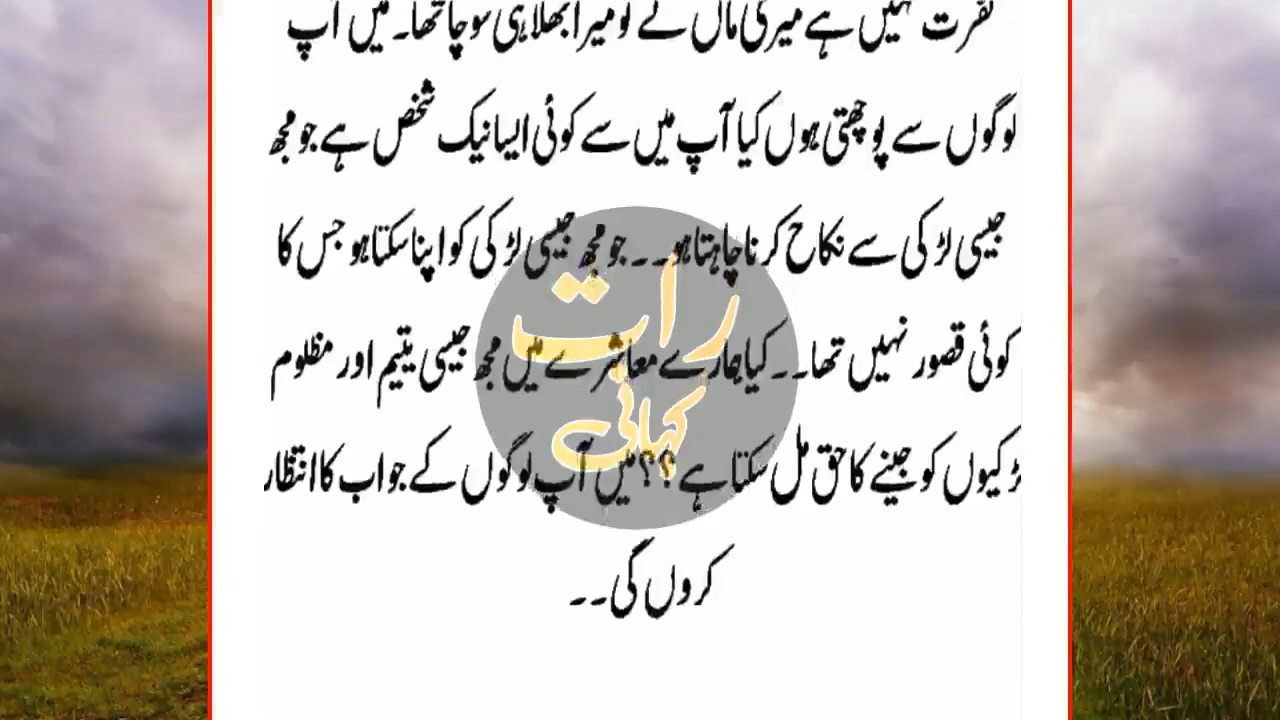 نفرت نہیں ہے میری ماں نے تو میرا بھلا ہی سوچا تھا۔ میں آپ
لوگوں سے پوچھتی ہوں کیا آپ میں سے کوئی ایسا نیک شخص ہے جو مجھ
جیسی لڑکی سے نکاح کرنا چاہتا ہو۔۔ جو مجھ جیسی لڑکی کو اپنا سکتا ہو جس کا
کوئی قصور نہیں تھا۔۔ کیا ہمارے معاشرے میں مجھ جیسی یتیم اور مظلوم
ڑکیوں کو جینے کا حق مل سکتا ہے؟؟ میں آپ لوگوں کے جواب کا انتظار
کروں گی۔۔
رات
کہانی